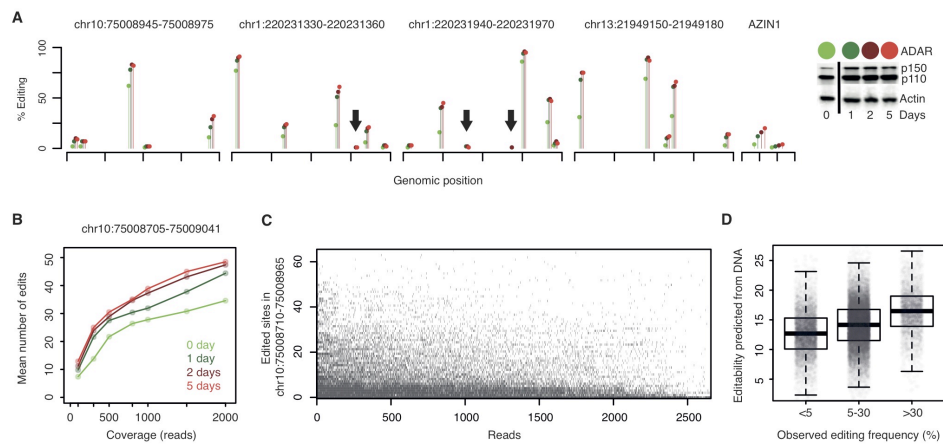 A
chr10:75008945-75008975
chr1:220231330-220231360
chr1:220231940-220231970
chr13:21949150-21949180
AZIN1
% Editing
100
50
0
Genomic position
ADAR
p150
p110
Actin
0 1 2 5 Days
B
chr10:75008705-75009041
Mean number of edits
50
40
30
20
10
0
0 day
1 day
2 days
5 days
0 500 1000 2000
Coverage (reads)
C
Edited sites in
chr10:75008710-75008965
60
40
20
0
0 500 1000 1500 2000 2500
Reads
D
Editability predicted from DNA
25
20
15
10
5
<5 5-30 >30
Observed editing frequency (%)